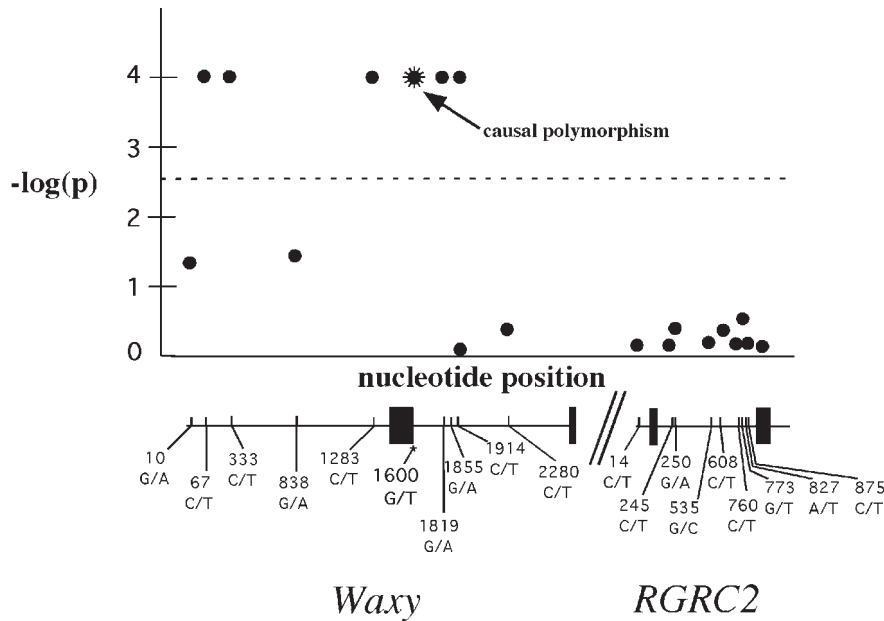 4
causal polymorphism
3
-log(p)
2
1
0
nucleotide position
10
G/A
67
C/T
333
C/T
838
G/A
1283
C/T
*
1600
G/T
1819
G/A
1855
G/A
1914
C/T
2280
C/T
14
C/T
245
C/T
250
G/A
535
G/C
608
C/T
760
C/T
773
G/T
827
A/T
875
C/T
Waxy
RGRC2